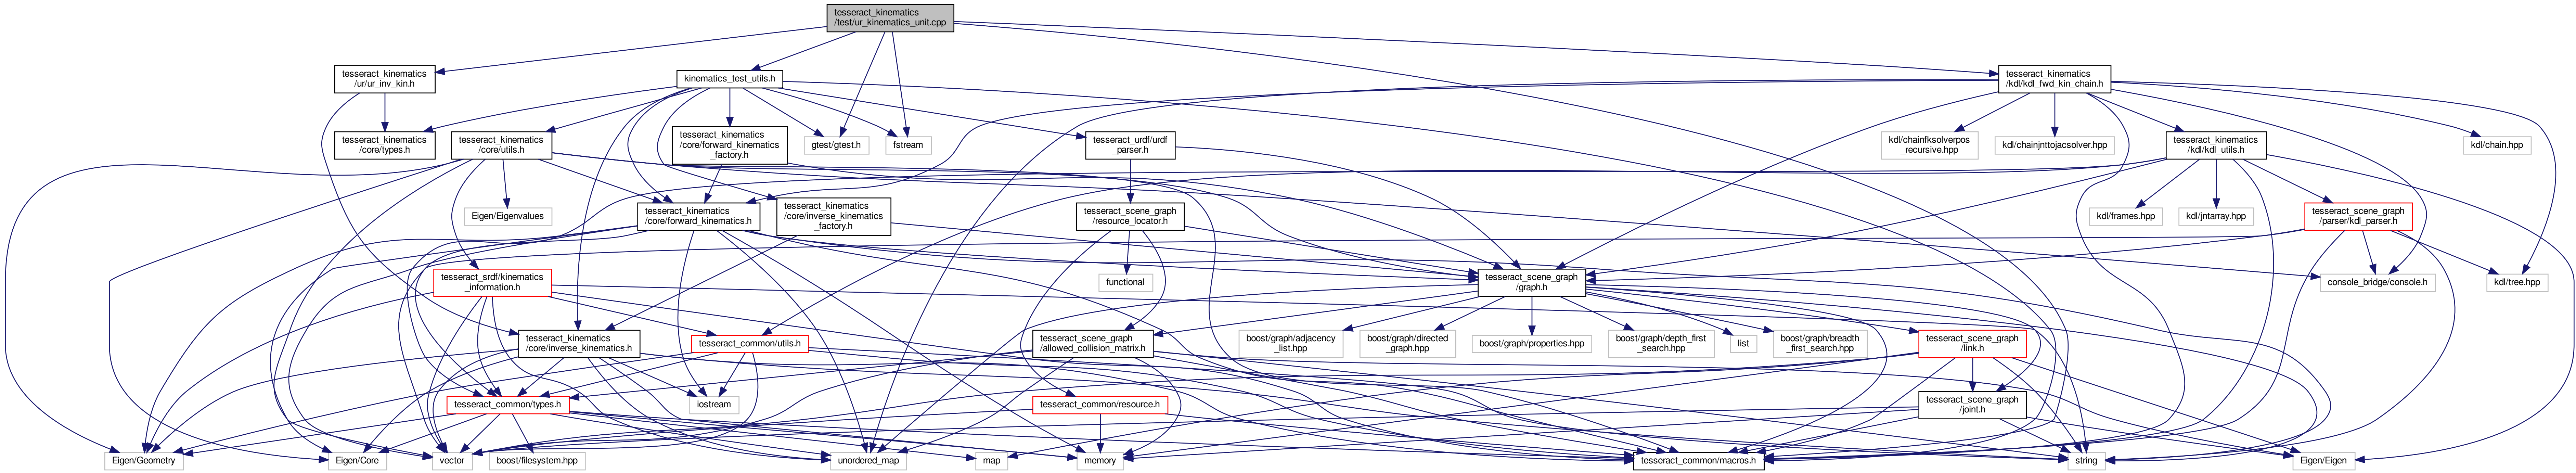 tesseract_kinematics
/test/ur_kinematics_unit.cpp
tesseract_kinematics
/ur/ur_inv_kin.h
kinematics_test_utils.h
tesseract_kinematics
/kdl/kdl_fwd_kin_chain.h
tesseract_kinematics
/core/types.h
tesseract_kinematics
/core/utils.h
tesseract_kinematics
/core/forward_kinematics
_factory.h
gtest/gtest.h
fstream
tesseract_urdf/urdf
_parser.h
kdl/chainfksolverpos
_recursive.hpp
kdl/chainjnttojacsolver.hpp
tesseract_kinematics
/kdl/kdl_utils.h
kdl/chain.hpp
Eigen/Eigenvalues
tesseract_kinematics
/core/forward_kinematics.h
tesseract_kinematics
/core/inverse_kinematics
_factory.h
tesseract_scene_graph
/resource_locator.h
kdl/frames.hpp
kdl/jntarray.hpp
tesseract_scene_graph
/parser/kdl_parser.h
tesseract_srdf/kinematics
_information.h
functional
tesseract_scene_graph
/graph.h
console_bridge/console.h
kdl/tree.hpp
tesseract_kinematics
/core/inverse_kinematics.h
tesseract_common/utils.h
tesseract_scene_graph
/allowed_collision_matrix.h
boost/graph/adjacency
_list.hpp
boost/graph/directed
_graph.hpp
boost/graph/properties.hpp
boost/graph/depth_first
_search.hpp
list
boost/graph/breadth
_first_search.hpp
tesseract_scene_graph
/link.h
tesseract_common/types.h
iostream
tesseract_common/resource.h
tesseract_scene_graph
/joint.h
Eigen/Geometry
Eigen/Core
vector
boost/filesystem.hpp
unordered_map
map
memory
tesseract_common/macros.h
string
Eigen/Eigen